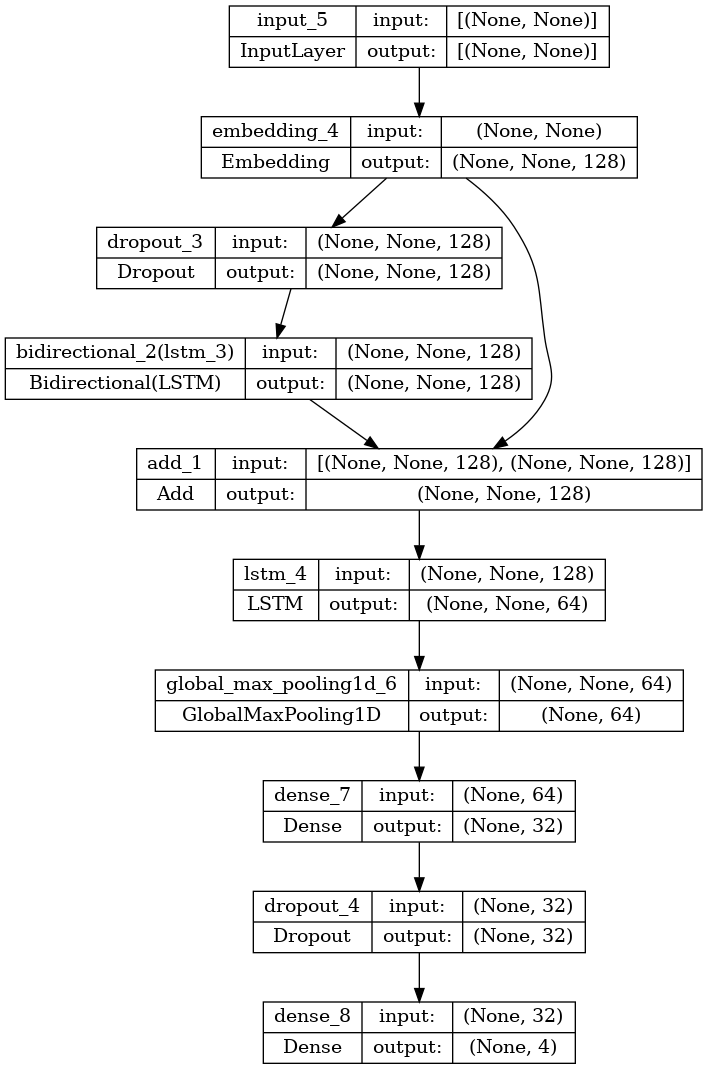 input_5 input: [(None, None)]
InputLayer output: [(None, None)]
embedding_4 input: (None, None)
Embedding output: (None, None, 128)
dropout_3 input: (None, None, 128)
Dropout output: (None, None, 128)
bidirectional_2(lstm_3) input: (None, None, 128)
Bidirectional(LSTM) output: (None, None, 128)
add_1 input: [(None, None, 128), (None, None, 128)]
Add output: (None, None, 128)
lstm_4 input: (None, None, 128)
LSTM output: (None, None, 64)
global_max_pooling1d_6 input: (None, None, 64)
GlobalMaxPooling1D output: (None, 64)
dense_7 input: (None, 64)
Dense output: (None, 32)
dropout_4 input: (None, 32)
Dropout output: (None, 32)
dense_8 input: (None, 32)
Dense output: (None, 4)